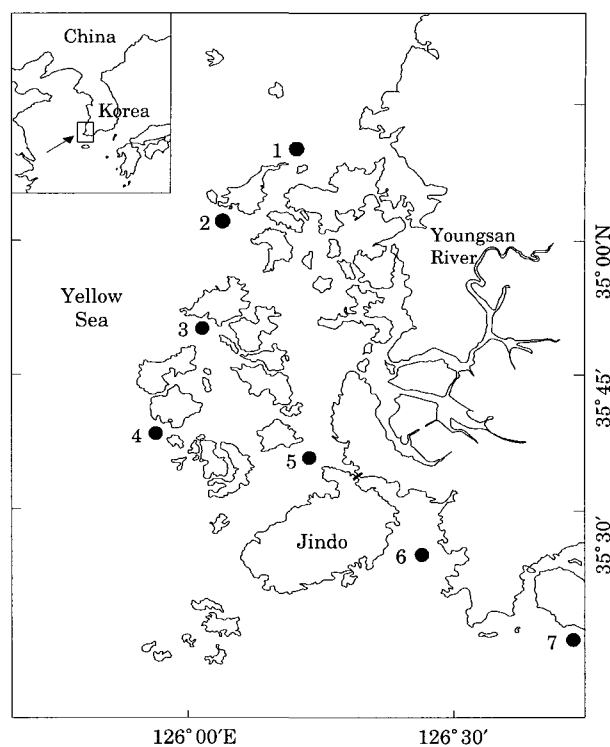 China
Korea
1
2
Youngsan
River
35° 00′N
Yellow
Sea
3
35° 45′
4
5
35° 30′
Jindo
6
7
126° 00′E
126° 30′